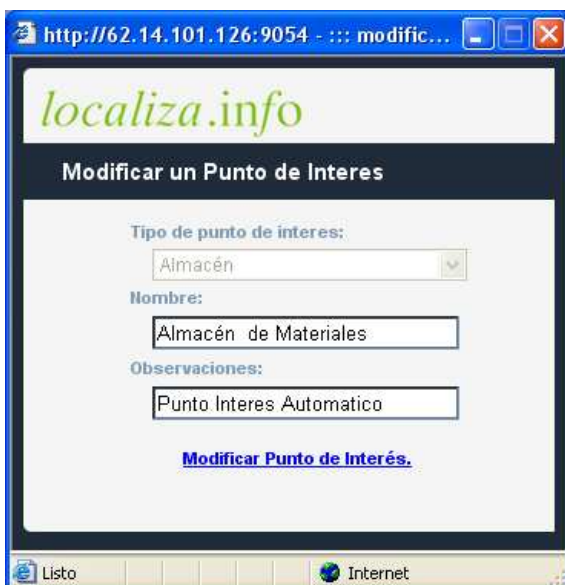 http://62.14.101.126:9054 - ::: modific...
localiza.info
Modificar un Punto de Interes
Tipo de punto de interes:
Almacén
Nombre:
Almacén  de Materiales
Observaciones:
Punto Interes Automatico
Modificar Punto de Interés.
Listo
Internet